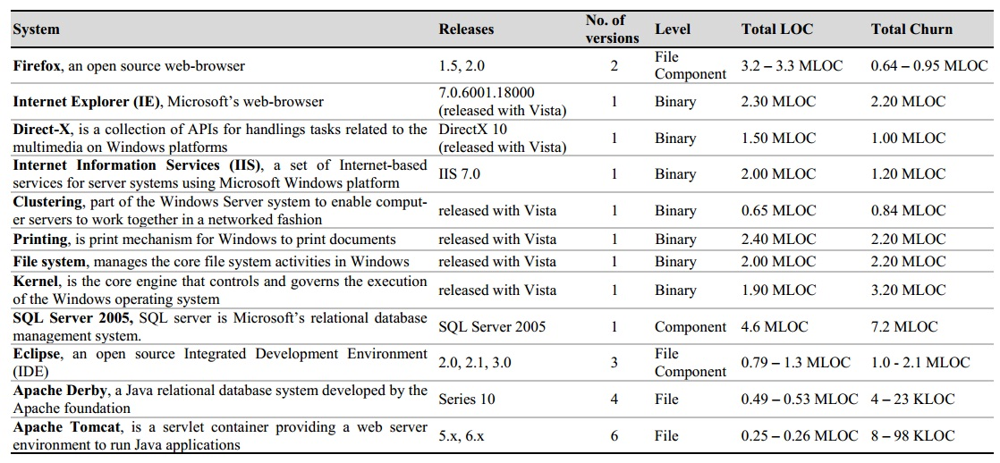 System Releases No. of versions Level Total LOC Total Churn
Firefox, an open source web-browser 1.5, 2.0 2 File Component 3.2 – 3.3 MLOC 0.64 – 0.95 MLOC
Internet Explorer (IE), Microsoft's web-browser 7.0.6001.18000 (released with Vista) 1 Binary 2.30 MLOC 2.20 MLOC
Direct-X, is a collection of APIs for handlings tasks related to the
multimedia on Windows platforms DirectX 10 (released with Vista) 1 Binary 1.50 MLOC 1.00 MLOC
Internet Information Services (IIS), a set of Internet-based
services for server systems using Microsoft Windows platform IIS 7.0 1 Binary 2.00 MLOC 1.20 MLOC
Clustering, part of the Windows Server system to enable comput-
er servers to work together in a networked fashion released with Vista 1 Binary 0.65 MLOC 0.84 MLOC
Printing, is print mechanism for Windows to print documents released with Vista 1 Binary 2.40 MLOC 2.20 MLOC
File system, manages the core file system activities in Windows released with Vista 1 Binary 2.00 MLOC 2.20 MLOC
Kernel, is the core engine that controls and governs the execution
of the Windows operating system released with Vista 1 Binary 1.90 MLOC 3.20 MLOC
SQL Server 2005, SQL server is Microsoft's relational database
management system. SQL Server 2005 1 Component 4.6 MLOC 7.2 MLOC
Eclipse, an open source Integrated Development Environment
(IDE) 2.0, 2.1, 3.0 3 File Component 0.79 – 1.3 MLOC 1.0 - 2.1 MLOC
Apache Derby, a Java relational database system developed by the
Apache foundation Series 10 4 File 0.49 – 0.53 MLOC 4 – 23 KLOC
Apache Tomcat, is a servlet container providing a web server
environment to run Java applications 5.x, 6.x 6 File 0.25 – 0.26 MLOC 8 – 98 KLOC